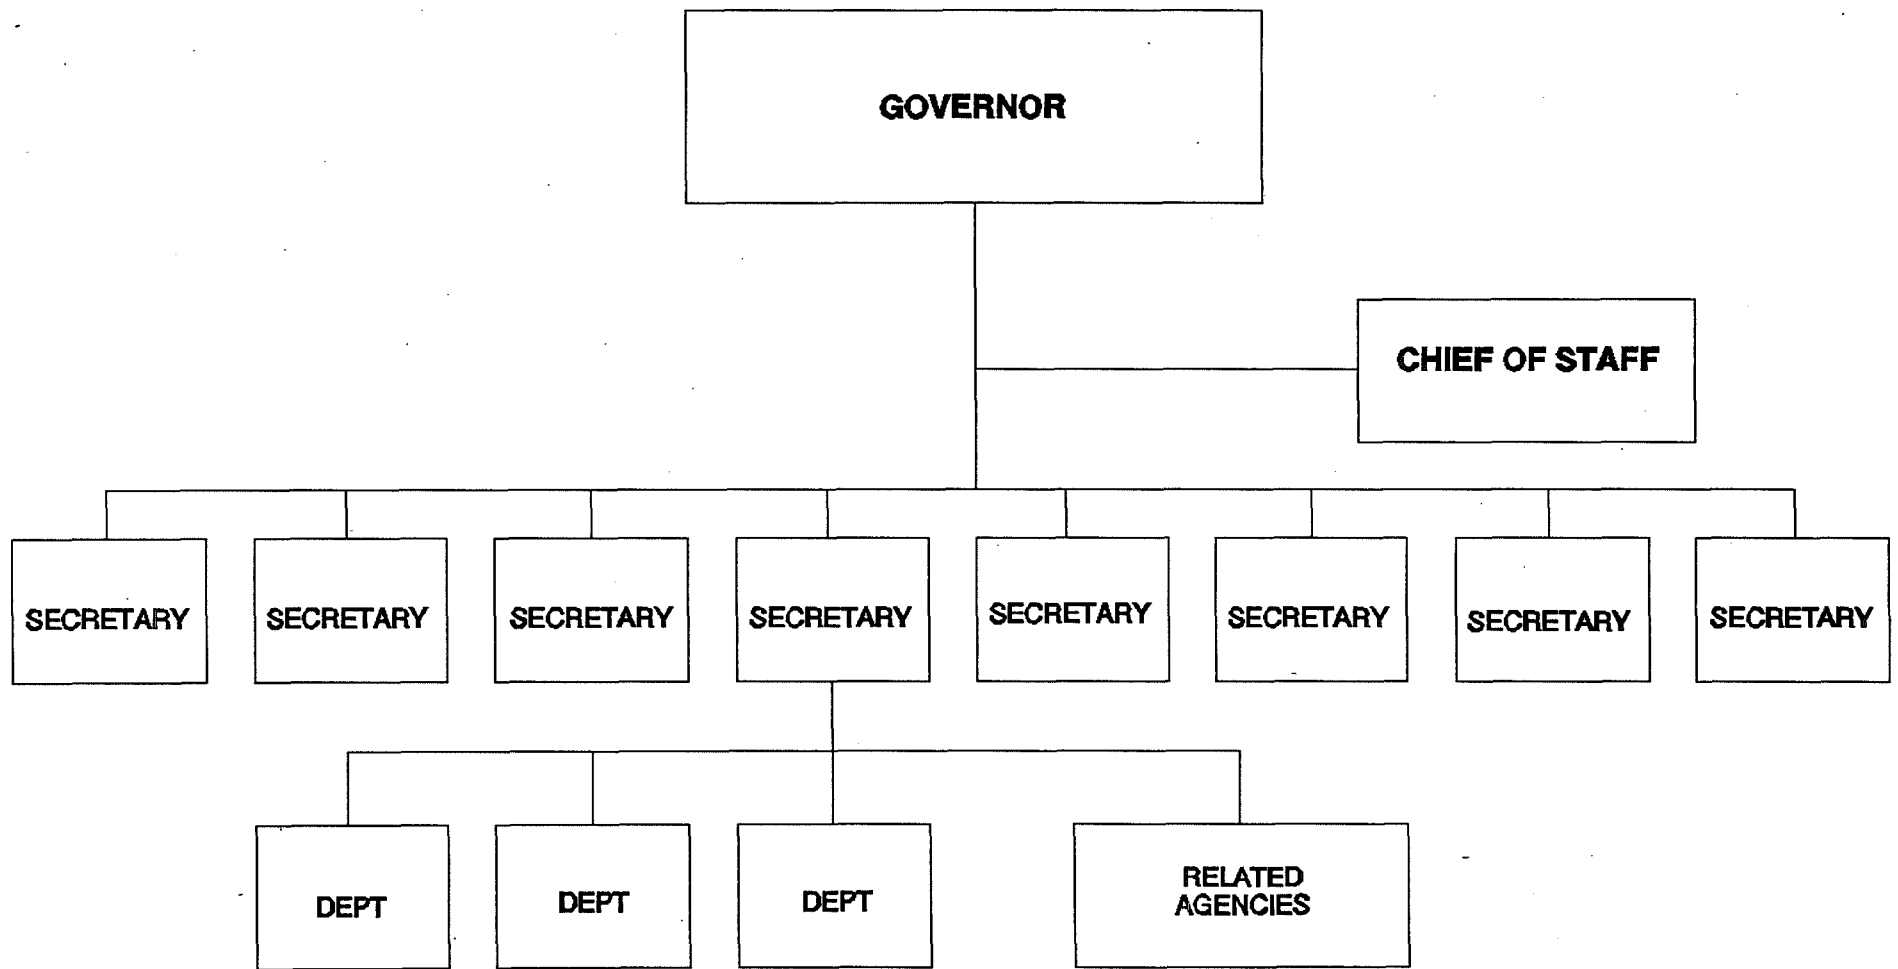 GOVERNOR
CHIEF OF STAFF
SECRETARY
SECRETARY
SECRETARY
SECRETARY
SECRETARY
SECRETARY
SECRETARY
SECRETARY
DEPT
DEPT
DEPT
RELATED
AGENCIES